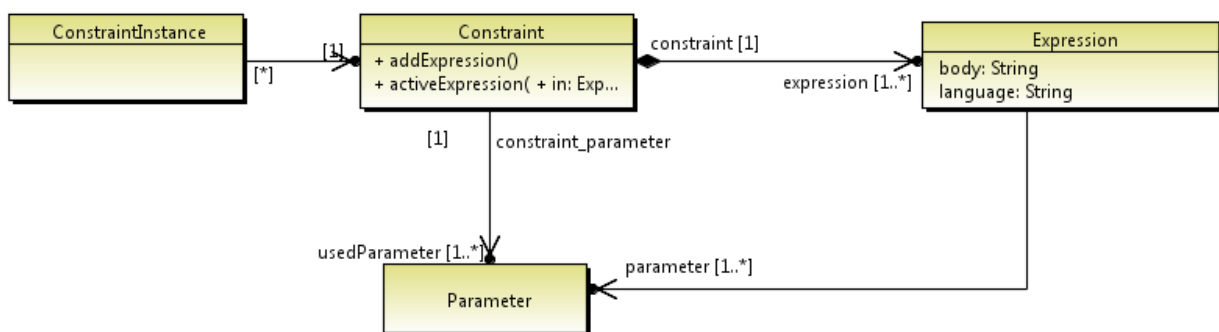 ConstraintInstance
[1]
[*]
Constraint
+ addExpression()
+ activeExpression( + in: Exp...
constraint [1]
expression [1..*]
Expression
body: String
language: String
[1]
constraint_parameter
usedParameter [1..*]
parameter [1..*]
Parameter